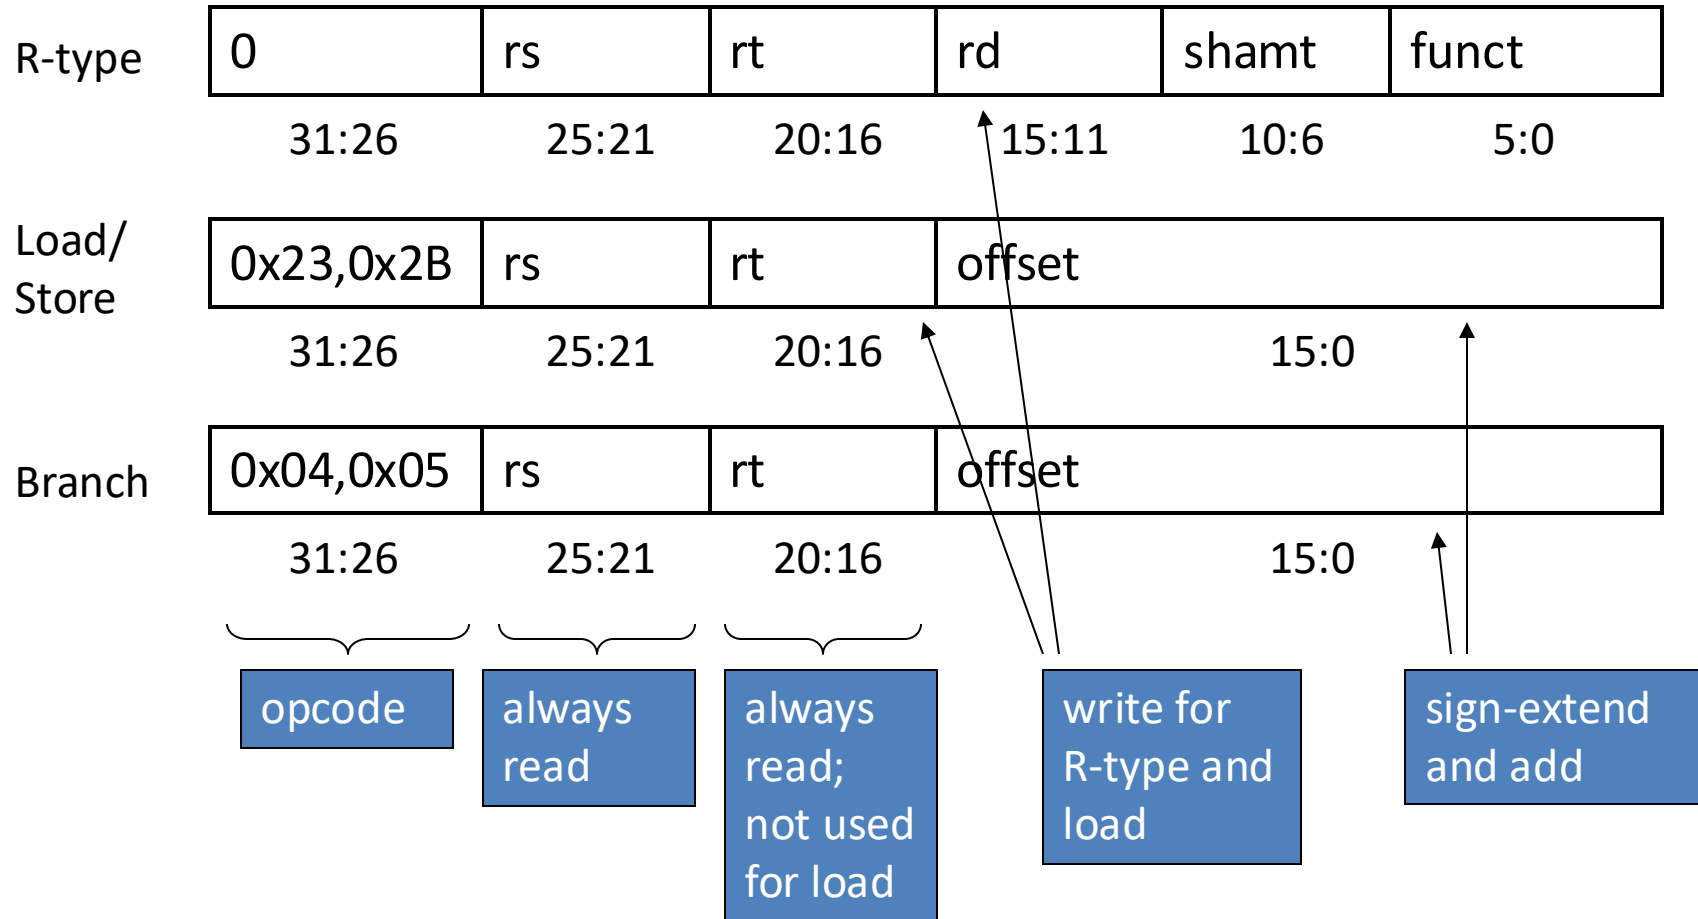 R-type 0 rs rt rd shamt funct
31:26 25:21 20:16 15:11 10:6 5:0
Load/
Store
0x23,0x2B rs rt offset
31:26 25:21 20:16 15:0
Branch 0x04,0x05 rs rt offset
31:26 25:21 20:16 15:0
opcode
always
read
always
read;
not used
for load
write for
R-type and
load
sign-extend
and add